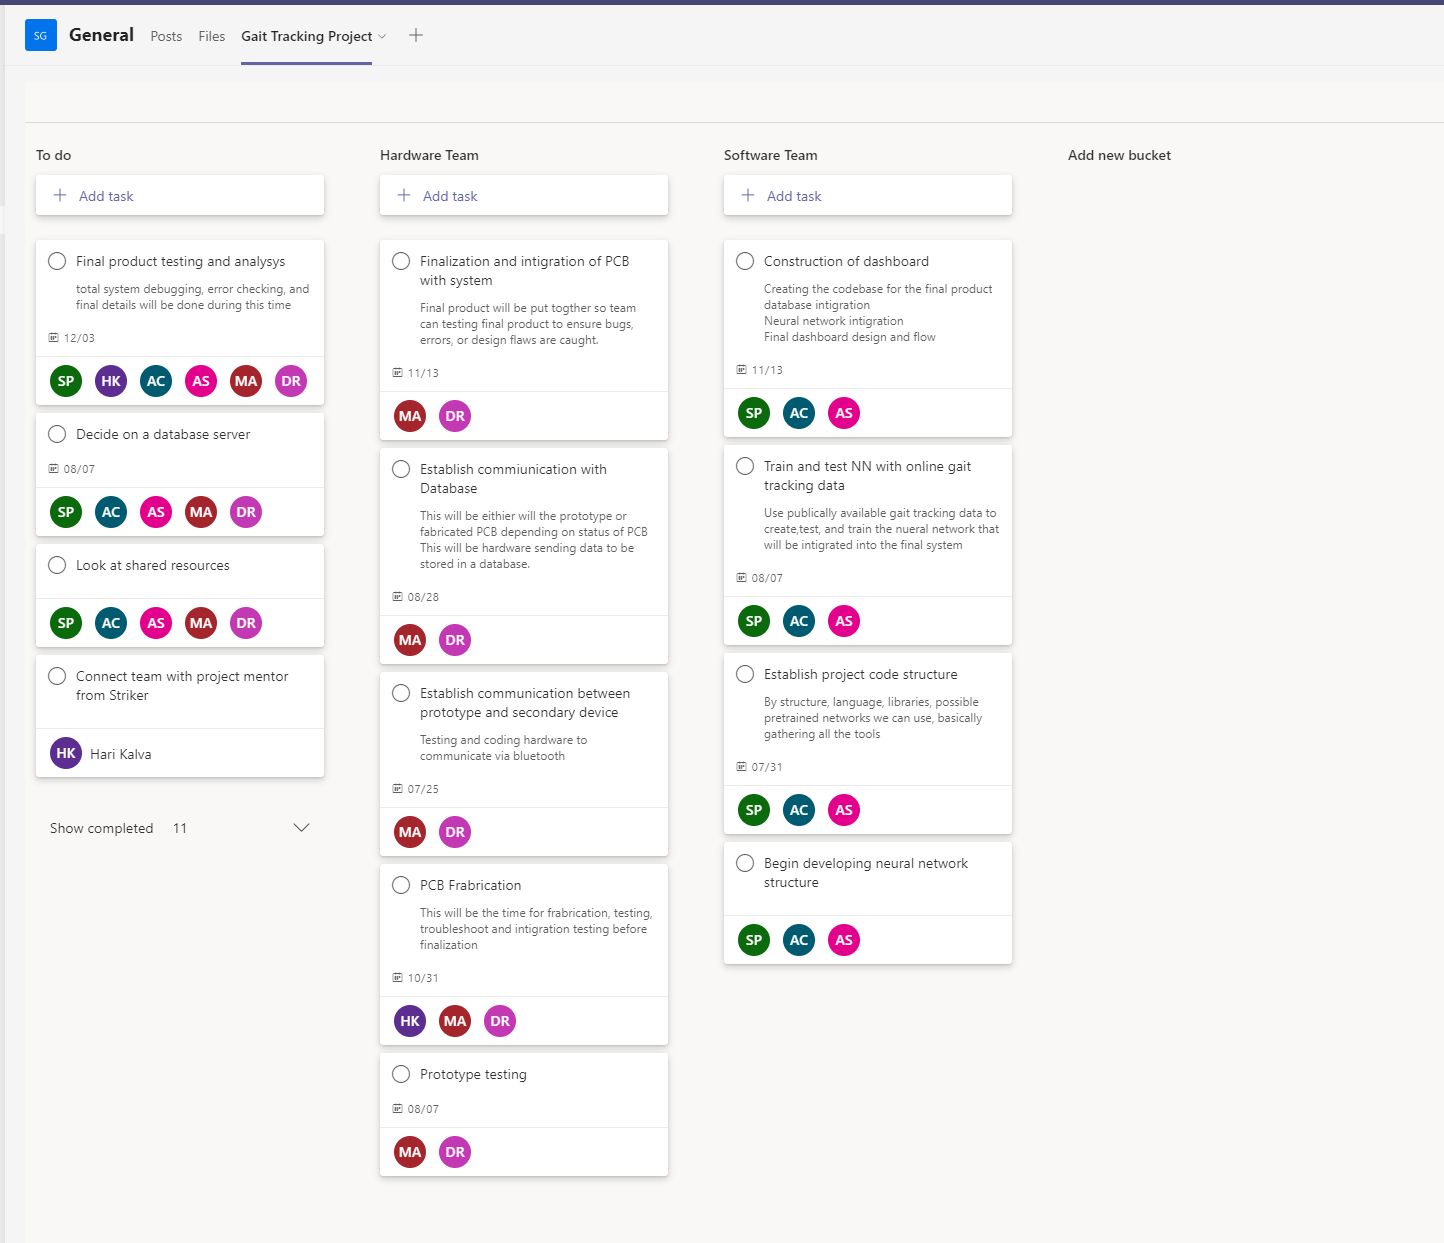 SG General Posts Files Gait Tracking Project
To do
Add task
Final product testing and analysys
total system debugging, error checking, and
final details will be done during this time
12/03
SP HK AC AS MA DR
Decide on a database server
08/07
SP AC AS MA DR
Look at shared resources
SP AC AS MA DR
Connect team with project mentor
from Striker
HK Hari Kalva
Show completed 11
Hardware Team
Add task
Finalization and intigration of PCB
with system
Final product will be put togther so team
can testing final product to ensure bugs,
errors, or design flaws are caught.
11/13
MA DR
Establish commiunication with
Database
This will be eithier will the prototype or
fabricated PCB depending on status of PCB
This will be hardware sending data to be
stored in a database.
08/28
MA DR
Establish communication between
prototype and secondary device
Testing and coding hardware to
communicate via bluetooth
07/25
MA DR
PCB Frabrication
This will be the time for frabrication, testing,
troubleshoot and intigration testing before
finalization
10/31
HK MA DR
Prototype testing
08/07
MA DR
Software Team
Add task
Construction of dashboard
Creating the codebase for the final product
database intigration
Neural network intigration
Final dashboard design and flow
11/13
SP AC AS
Train and test NN with online gait
tracking data
Use publically available gait tracking data to
create,test, and train the nueral network that
will be intigrated into the final system
08/07
SP AC AS
Establish project code structure
By structure, language, libraries, possible
pretrained networks we can use, basically
gathering all the tools
07/31
SP AC AS
Begin developing neural network
structure
SP AC AS
Add new bucket